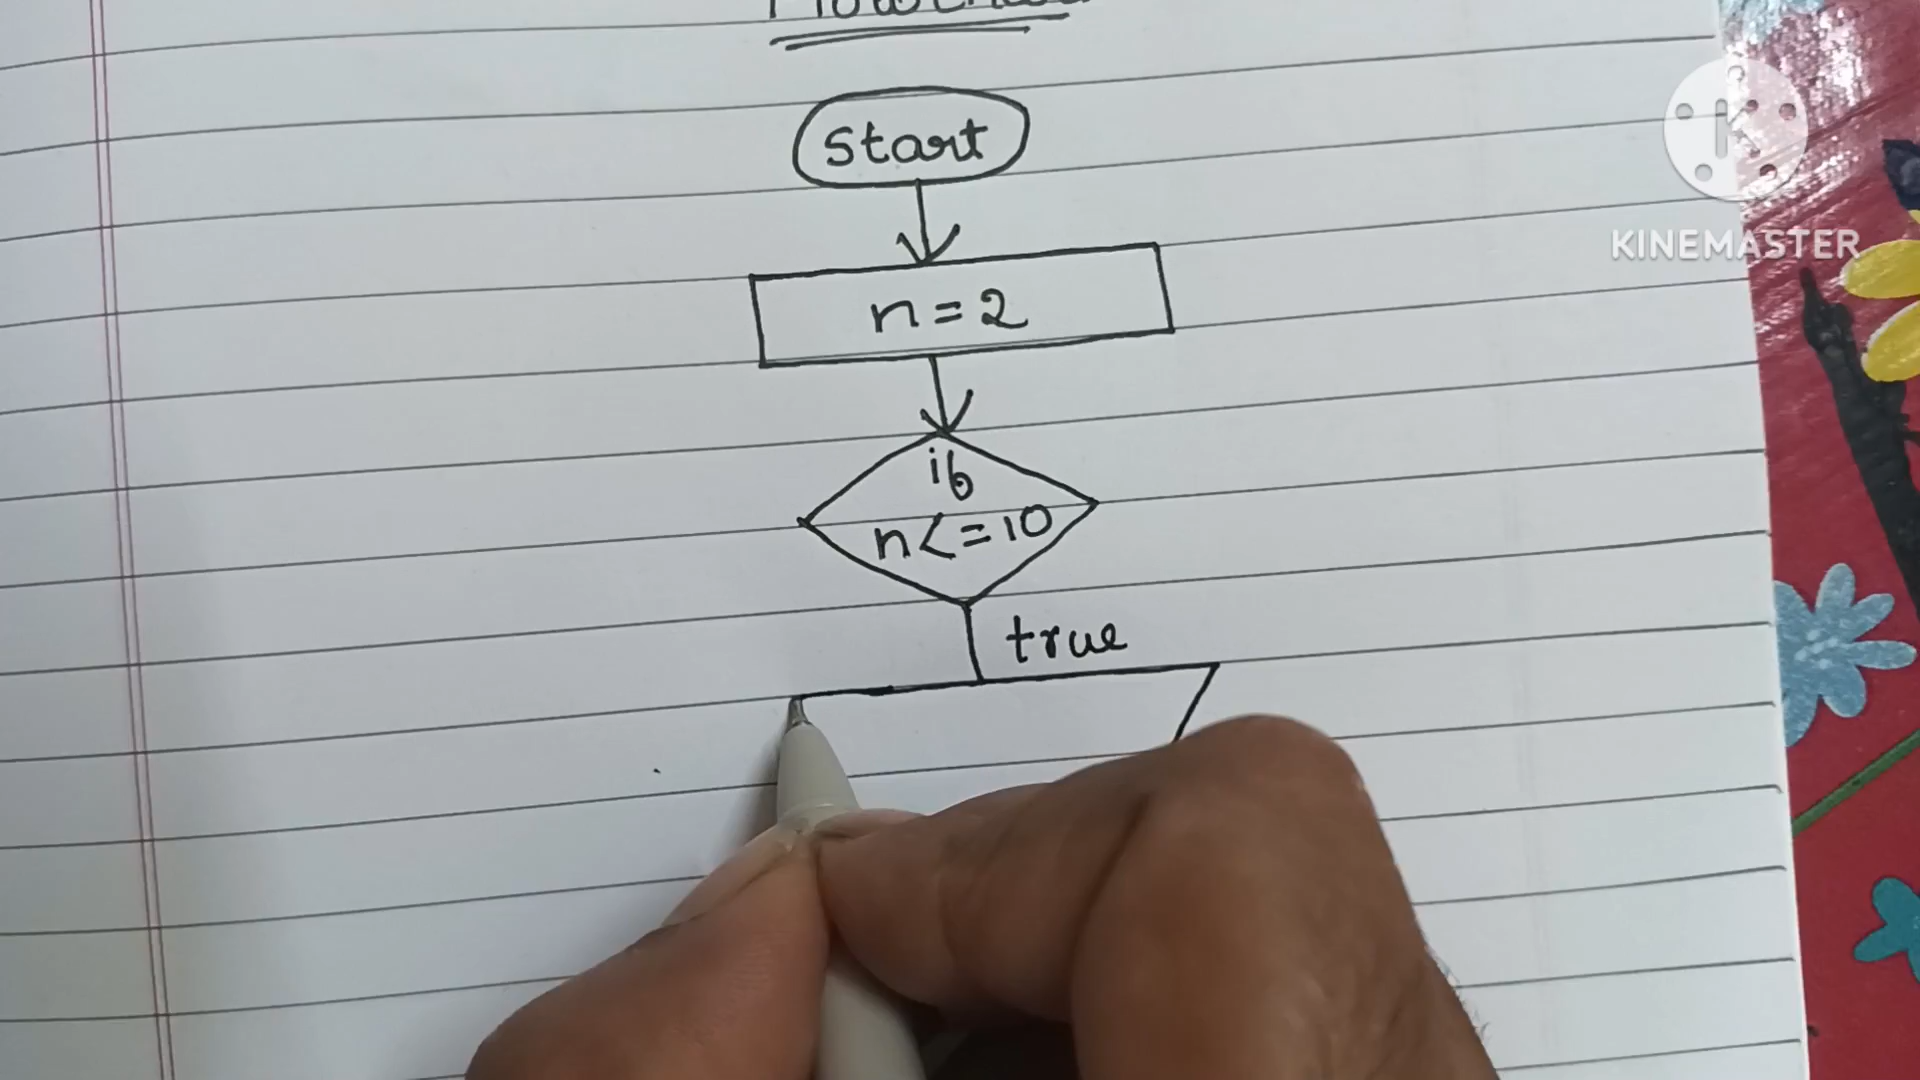 start
n=2
if
n<=10
true
K
KINEMASTER